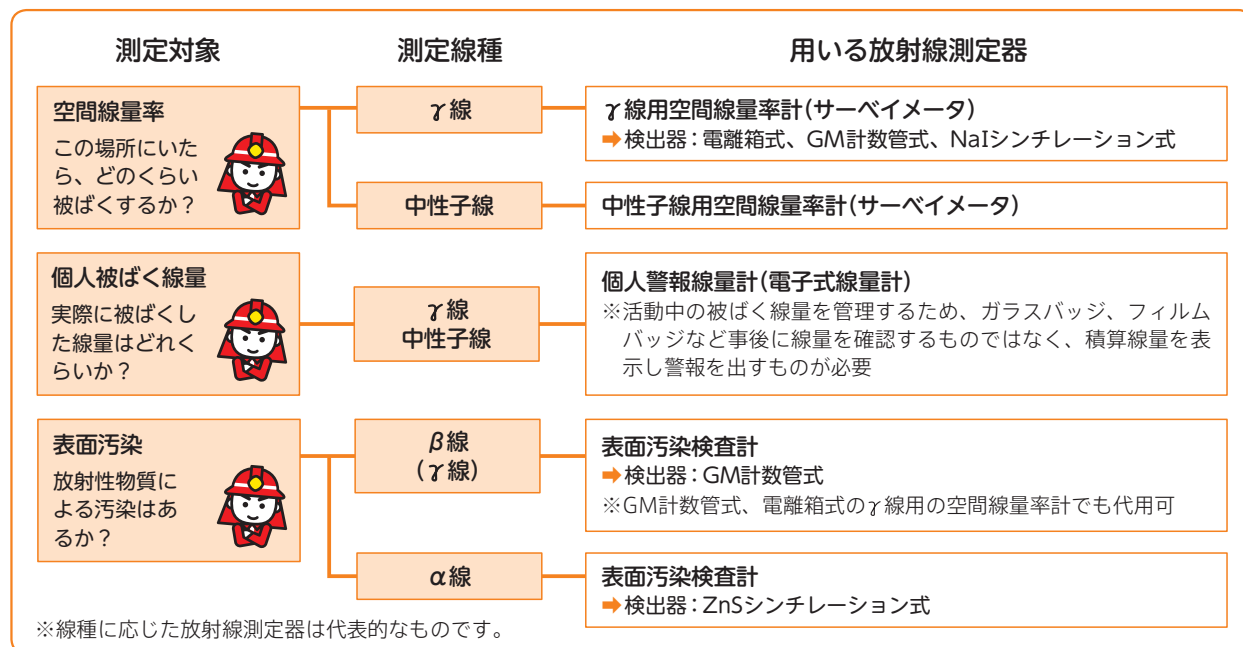 測定対象 測定線種 用いる放射線測定器
空間線量率
この場所にいた
ら、どのくらい
被ばくするか？
γ線
γ線用空間線量率計(サーベイメータ)
➡検出器：電離箱式、GM計数管式、NaIシンチレーション式
中性子線
中性子線用空間線量率計(サーベイメータ)
個人被ばく線量
実際に被ばくし
た線量はどれく
らいか？
γ線
中性子線
個人警報線量計(電子式線量計)
※活動中の被ばく線量を管理するため、ガラスバッジ、フィルム
バッジなど事後に線量を確認するものではなく、積算線量を表
示し警報を出すものが必要
表面汚染
放射性物質に
よる汚染はあ
るか？
β線
(γ線)
表面汚染検査計
➡検出器：GM計数管式
※GM計数管式、電離箱式のγ線用の空間線量率計でも代用可
α線
表面汚染検査計
➡検出器：ZnSシンチレーション式
※線種に応じた放射線測定器は代表的なものです。